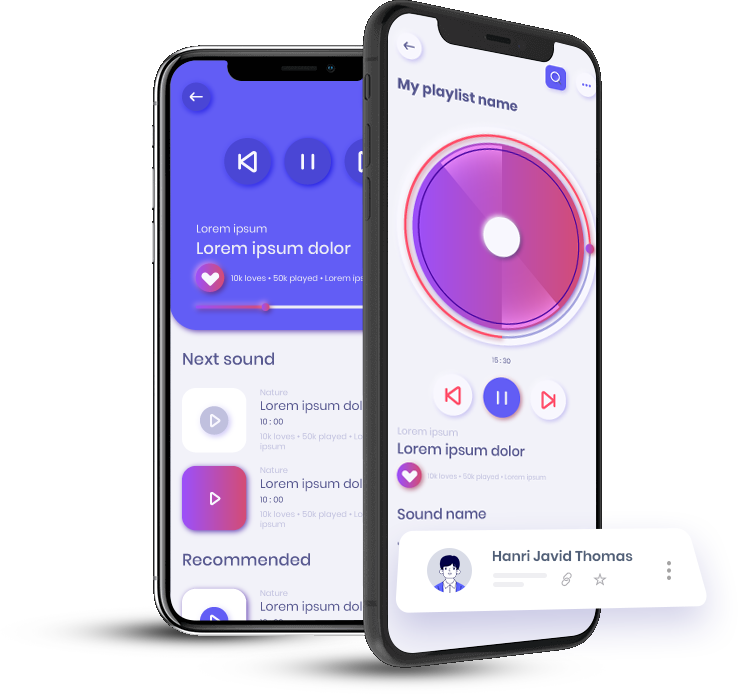 Lorem ipsum
Lorem ipsum dolor
10k loves • 50k played • Lorem ips
Next sound
Nature
Lorem ipsum dol
10 : 00
10k loves • 50k played • Lo
ipsum
Nature
Lorem ipsum dol
10 : 00
10k loves • 50k played • Lo
ipsum
Recommended
Nature
Lorem ipsum dol
My playlist name
15 : 30
Lorem ipsum
Lorem ipsum dolor
10k loves • 50k played • Lorem ipsum
Sound name
Hanri Javid Thomas